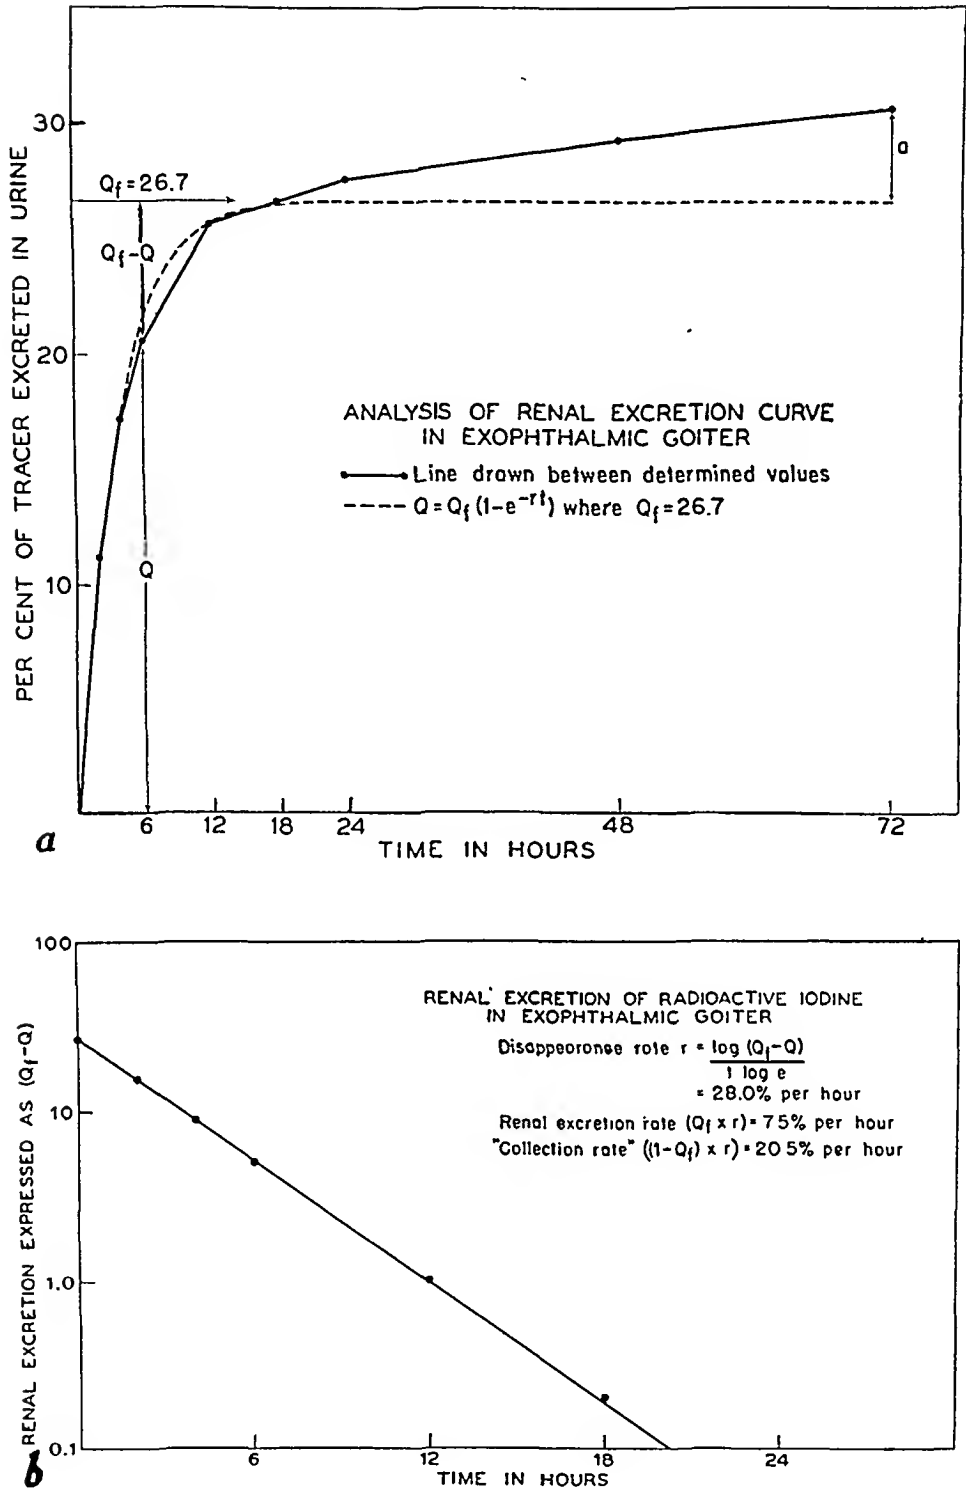 PER CENT OF TRACER EXCRETED IN URINE
30
20
10
Qf = 26.7
Qf-Q
Q
a
ANALYSIS OF RENAL EXCRETION CURVE
IN EXOPHTHALMIC GOITER
Line drawn between determined values
Q = Qf (1-e^-rt) where Qf = 26.7
6 12 18 24 48 72
TIME IN HOURS
a
RENAL EXCRETION EXPRESSED AS (Qf-Q)
100
10
1.0
0.1
RENAL EXCRETION OF RADIOACTIVE IODINE
IN EXOPHTHALMIC GOITER
Disappearance rate r = log (Qf-Q)
t log e
= 28.0% per hour
Renal excretion rate (Qf x r) = 7.5% per hour
"Collection rate" ((1-Qf) x r) = 20.5% per hour
6 12 18 24
TIME IN HOURS
b